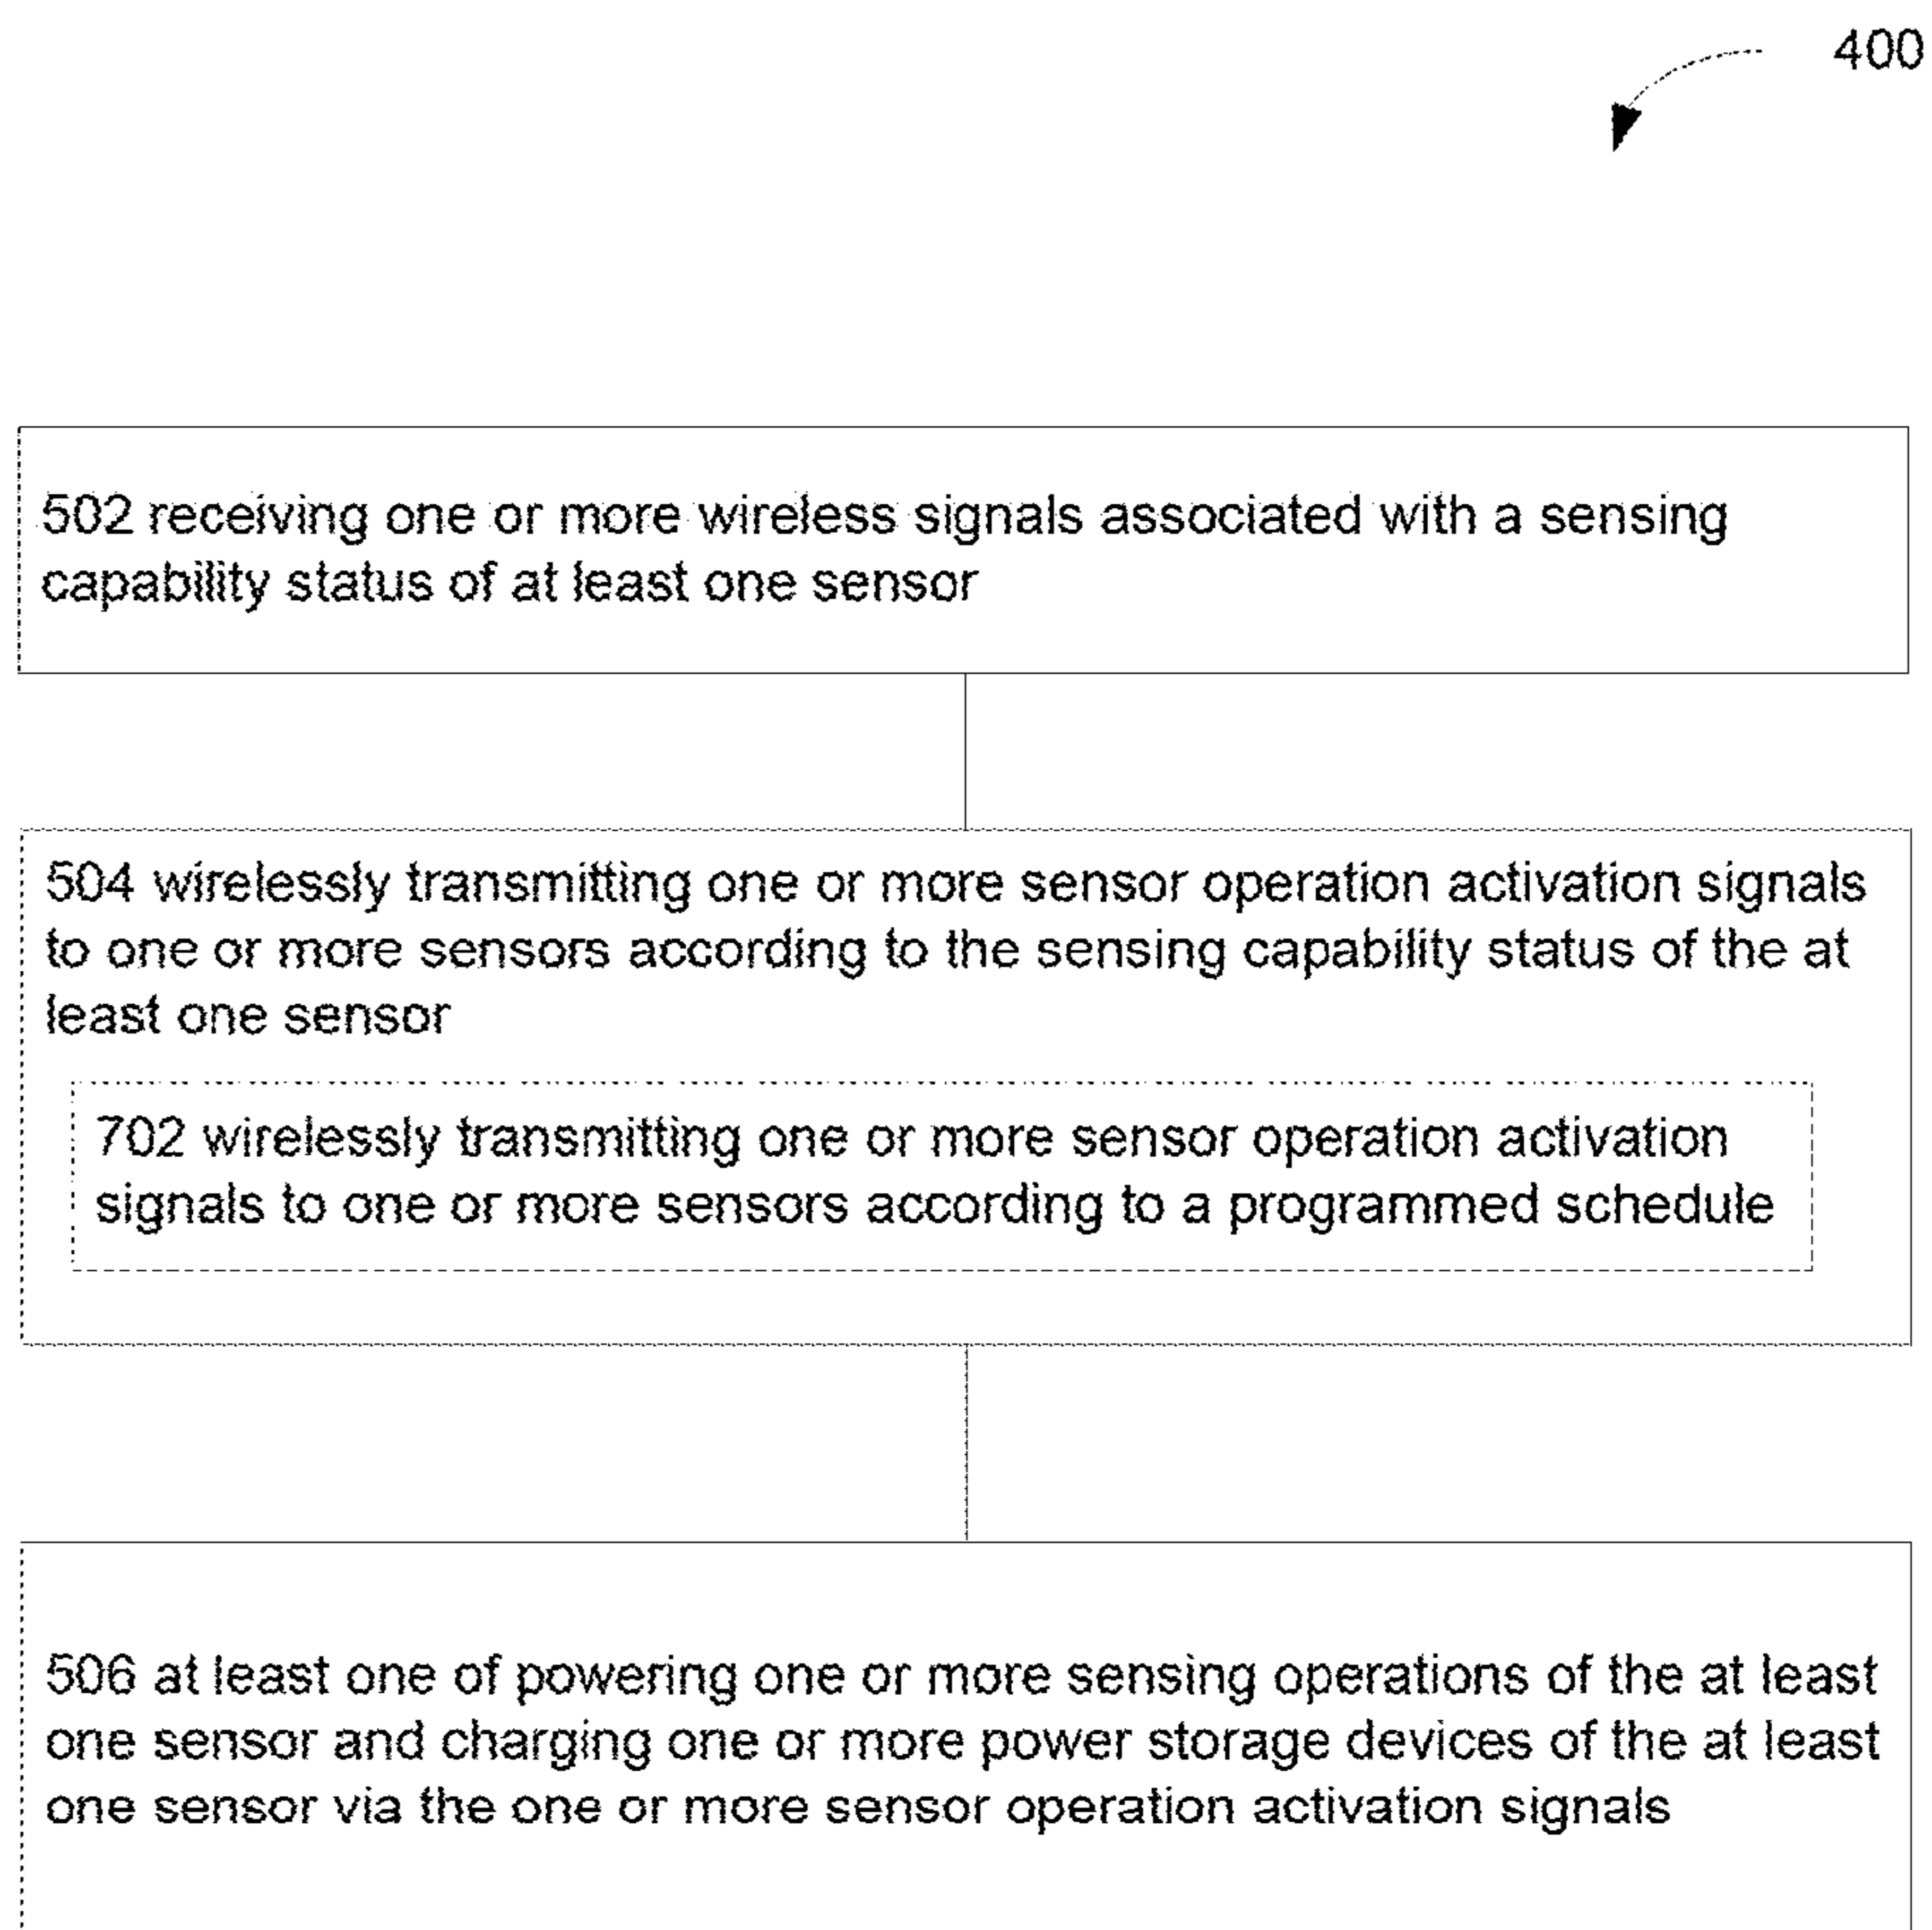 400
502 receiving one or more wireless signals associated with a sensing
capability status of at least one sensor
504 wirelessly transmitting one or more sensor operation activation signals
to one or more sensors according to the sensing capability status of the at
least one sensor
702 wirelessly transmitting one or more sensor operation activation
signals to one or more sensors according to a programmed schedule
506 at least one of powering one or more sensing operations of the at least
one sensor and charging one or more power storage devices of the at least
one sensor via the one or more sensor operation activation signals